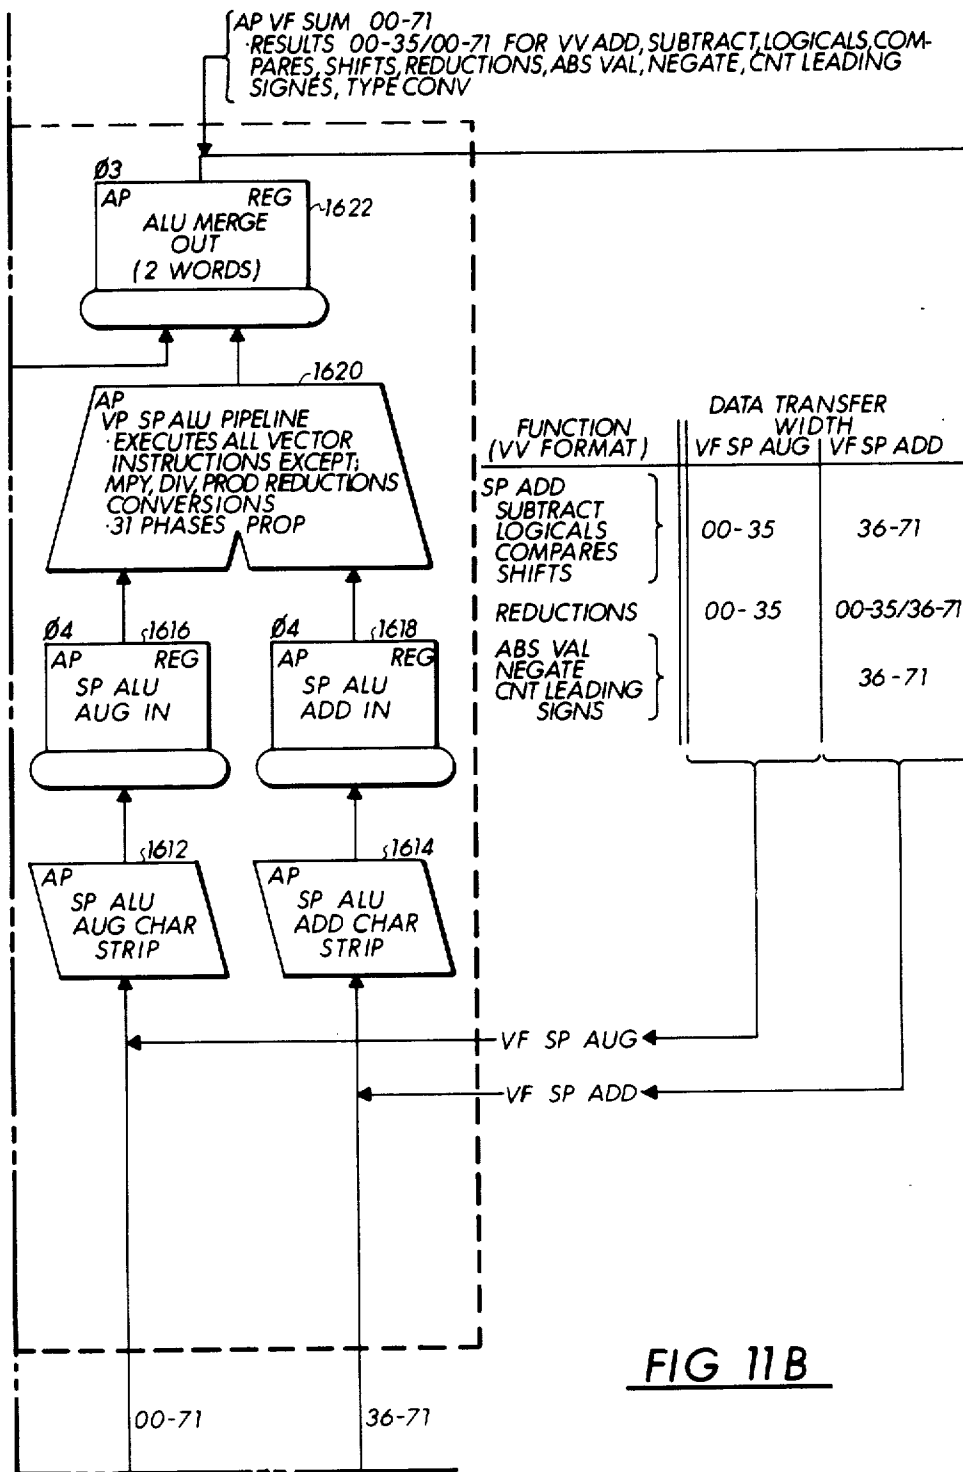 AP VF SUM 00-71
·RESULTS 00-35/00-71 FOR VV ADD, SUBTRACT, LOGICALS, COM-
PARES, SHIFTS, REDUCTIONS, ABS VAL, NEGATE, CNT LEADING
SIGNES, TYPE CONV
Ø3
AP REG
1622
ALU MERGE
OUT
(2 WORDS)
1620
AP
VP SP ALU PIPELINE
·EXECUTES ALL VECTOR
INSTRUCTIONS EXCEPT;
MPY, DIV, PROD REDUCTIONS
CONVERSIONS
·31 PHASES PROP
Ø4 1616
AP REG
SP ALU
AUG IN
Ø4 1618
AP REG
SP ALU
ADD IN
1612
AP
SP ALU
AUG CHAR
STRIP
1614
AP
SP ALU
ADD CHAR
STRIP
DATA TRANSFER
WIDTH
FUNCTION
(VV FORMAT) VF SP AUG VF SP ADD
SP ADD
SUBTRACT
LOGICALS 00-35 36-71
COMPARES
SHIFTS
REDUCTIONS 00-35 00-35/36-71
ABS VAL
NEGATE 36-71
CNT LEADING
SIGNS
VF SP AUG
VF SP ADD
00-71 36-71
FIG 11B